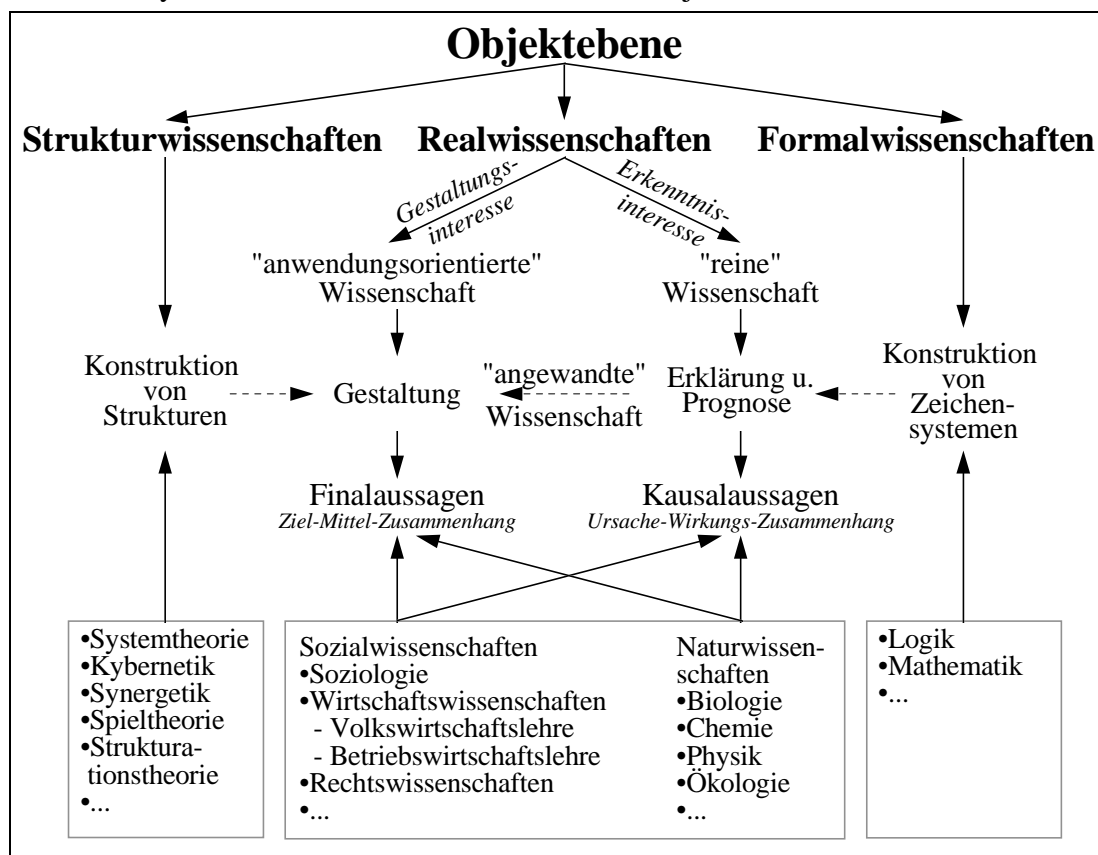 Objektebene
Strukturwissenschaften
Realwissenschaften
Formalwissenschaften
Gestaltungs-
interesse
Erkenntnis-
interesse
"anwendungsorientierte"
Wissenschaft
"reine"
Wissenschaft
Konstruktion
von
Strukturen
Gestaltung
"angewandte"
Wissenschaft
Erklärung u.
Prognose
Konstruktion
von
Zeichen-
systemen
Finalaussagen
Ziel-Mittel-Zusammenhang
Kausalaussagen
Ursache-Wirkungs-Zusammenhang
•Systemtheorie
•Kybernetik
•Synergetik
•Spieltheorie
•Struktura-
tionstheorie
•...
Sozialwissenschaften
•Soziologie
•Wirtschaftswissenschaften
- Volkswirtschaftslehre
- Betriebswirtschaftslehre
•Rechtswissenschaften
•...
Naturwissen-
schaften
•Biologie
•Chemie
•Physik
•Ökologie
•...
•Logik
•Mathematik
•...